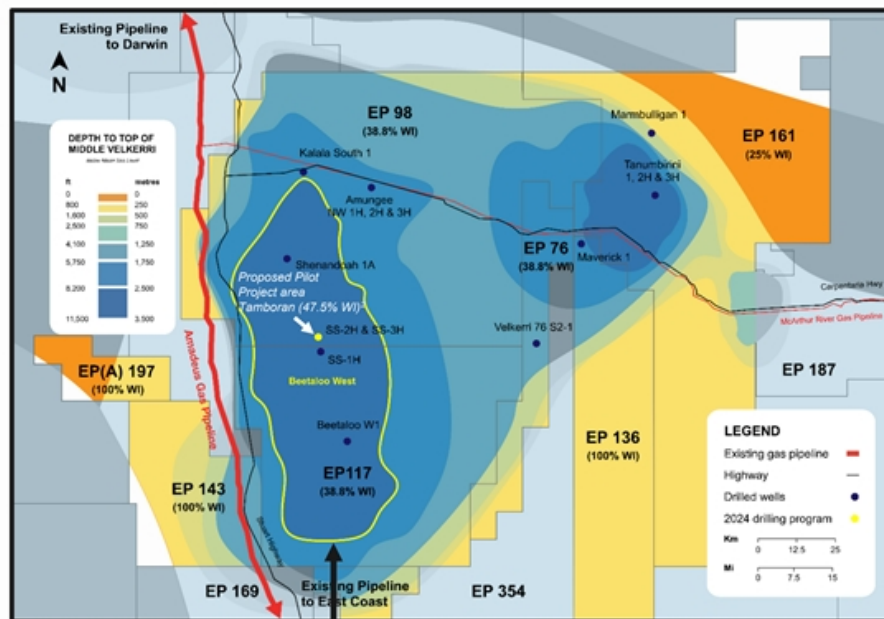 Existing Pipeline
to Darwin
N
DEPTH TO TOP OF
MIDDLE VELKERRI
ft
metres
0
0
800
250
1,600
500
2,500
750
4,100
1,250
5,750
1,750
8,200
2,500
11,500
3,500
EP 98
(38.8% WI)
Marmbulligan 1
EP 161
(25% WI)
Kalala South 1
Tanumbirini
1, 2H & 3H
Amungee
NW 1H, 2H & 3H
EP 76
(38.8% WI)
Maverick 1
Shenandoah 1A
Proposed Pilot
Project area
Tamboran (47.5% WI)
Carpentaria Hwy
McArthur River Gas Pipeline
SS-2H & SS-3H
SS-1H
Velkerri 76 S2-1
EP 187
EP(A) 197
(100% WI)
Amadeus Gas Pipeline
Beetaloo West
Beetaloo W1
EP 136
(100% WI)
EP117
(38.8% WI)
EP 143
(100% WI)
Stuart Highway
EP 169
Existing Pipeline
to East Coast
EP 354
LEGEND
Existing gas pipeline
Highway
Drilled wells
2024 drilling program
Km
0 12.5 25
Mi
0 7.5 15